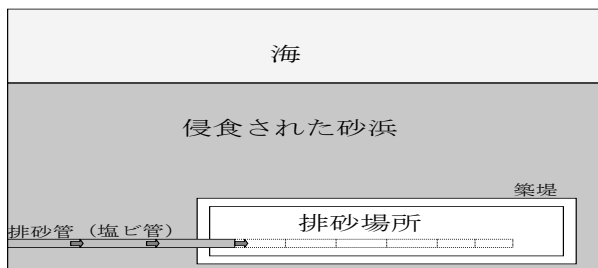 海
侵食された砂浜
築堤
排砂場所
排砂管（塩ビ管）